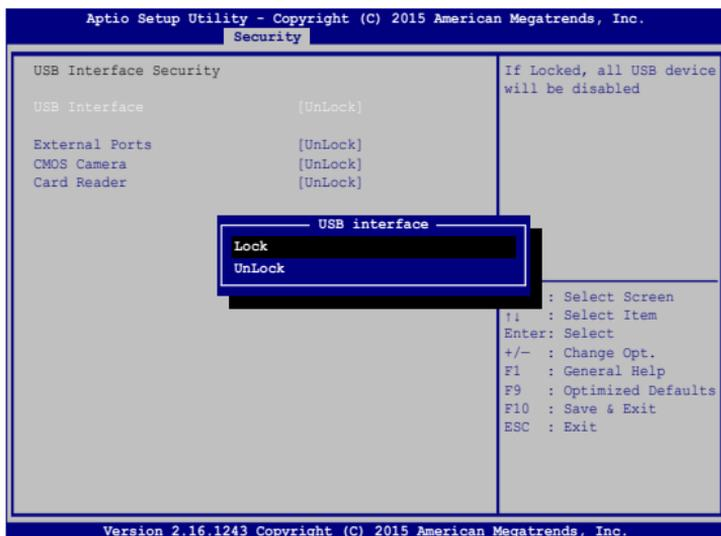 Aptio Setup Utility - Copyright (C) 2015 American Megatrends, Inc.
Security
USB Interface Security
USB Interface [UnLock]
External Ports [UnLock]
CMOS Camera [UnLock]
Card Reader [UnLock]
If Locked, all USB device
will be disabled
USB interface
Lock
UnLock
: Select Screen
↑↓ : Select Item
Enter: Select
+/— : Change Opt.
F1 : General Help
F9 : Optimized Defaults
F10 : Save & Exit
ESC : Exit
Version 2.16.1243 Copyright (C) 2015 American Megatrends, Inc.